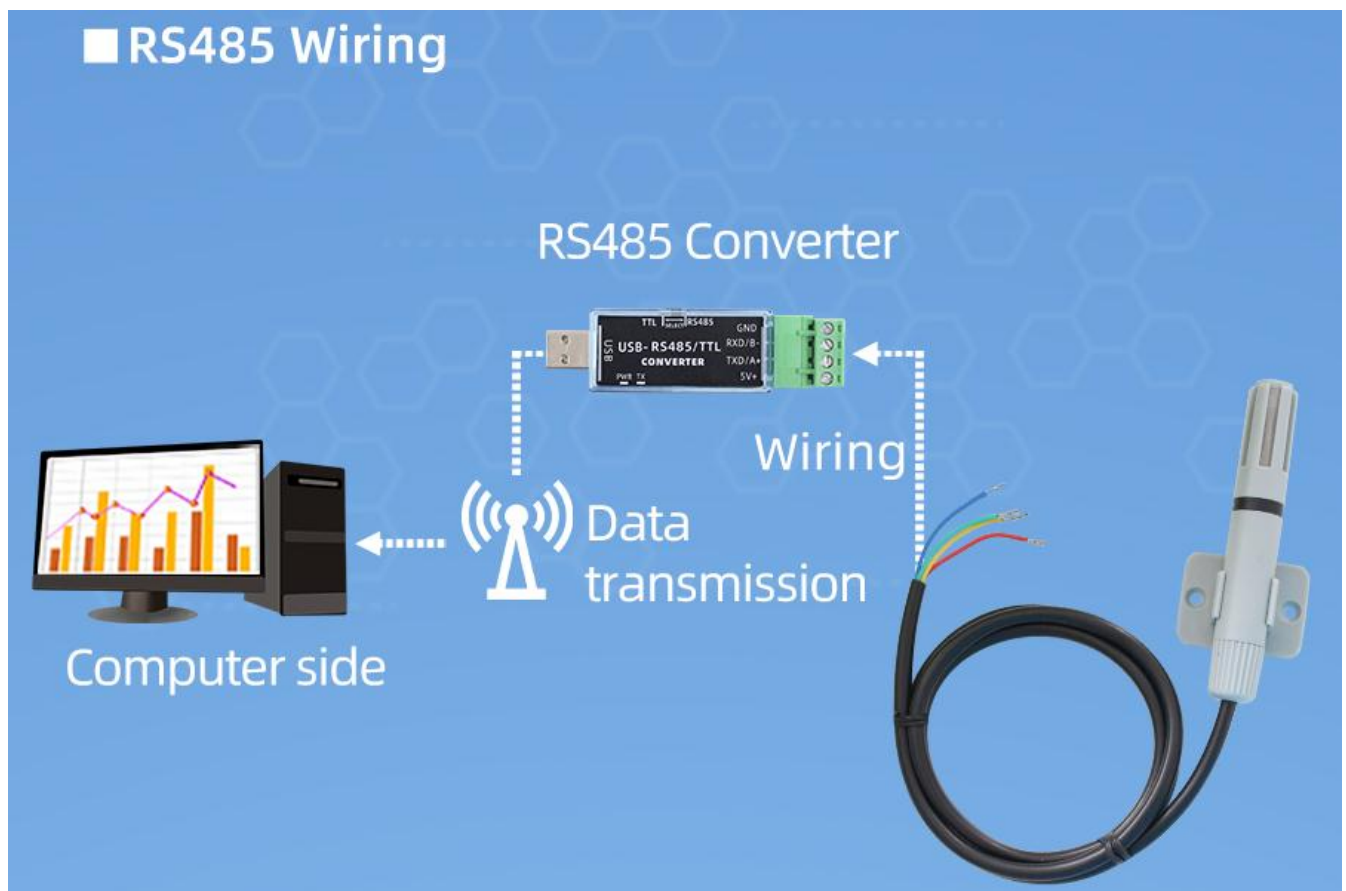 ■RS485 Wiring
RS485 Converter
TTL SELECT RS485
GND
USB
USB-RS485/TTL
RXD/B-
CONVERTER
TXD/A+
PWR TX
5V+
Wiring
Data
transmission
Computer side